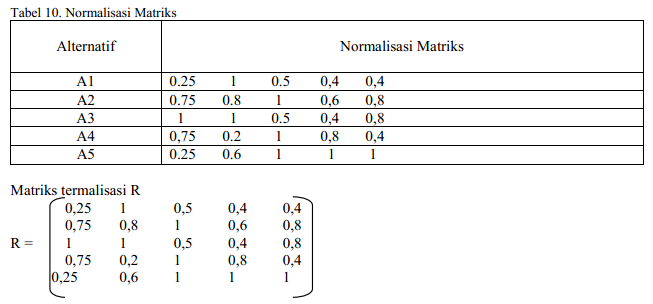 Tabel 10. Normalisasi Matriks
Alternatif Normalisasi Matriks
A1 0.25 1 0.5 0,4 0,4
A2 0.75 0.8 1 0,6 0,8
A3 1 1 0.5 0,4 0,8
A4 0,75 0.2 1 0,8 0,4
A5 0.25 0.6 1 1 1
Matriks termalisasi R
0,25 1 0,5 0,4 0,4
0,75 0,8 1 0,6 0,8
R = 1 1 0,5 0,4 0,8
0,75 0,2 1 0,8 0,4
0,25 0,6 1 1 1